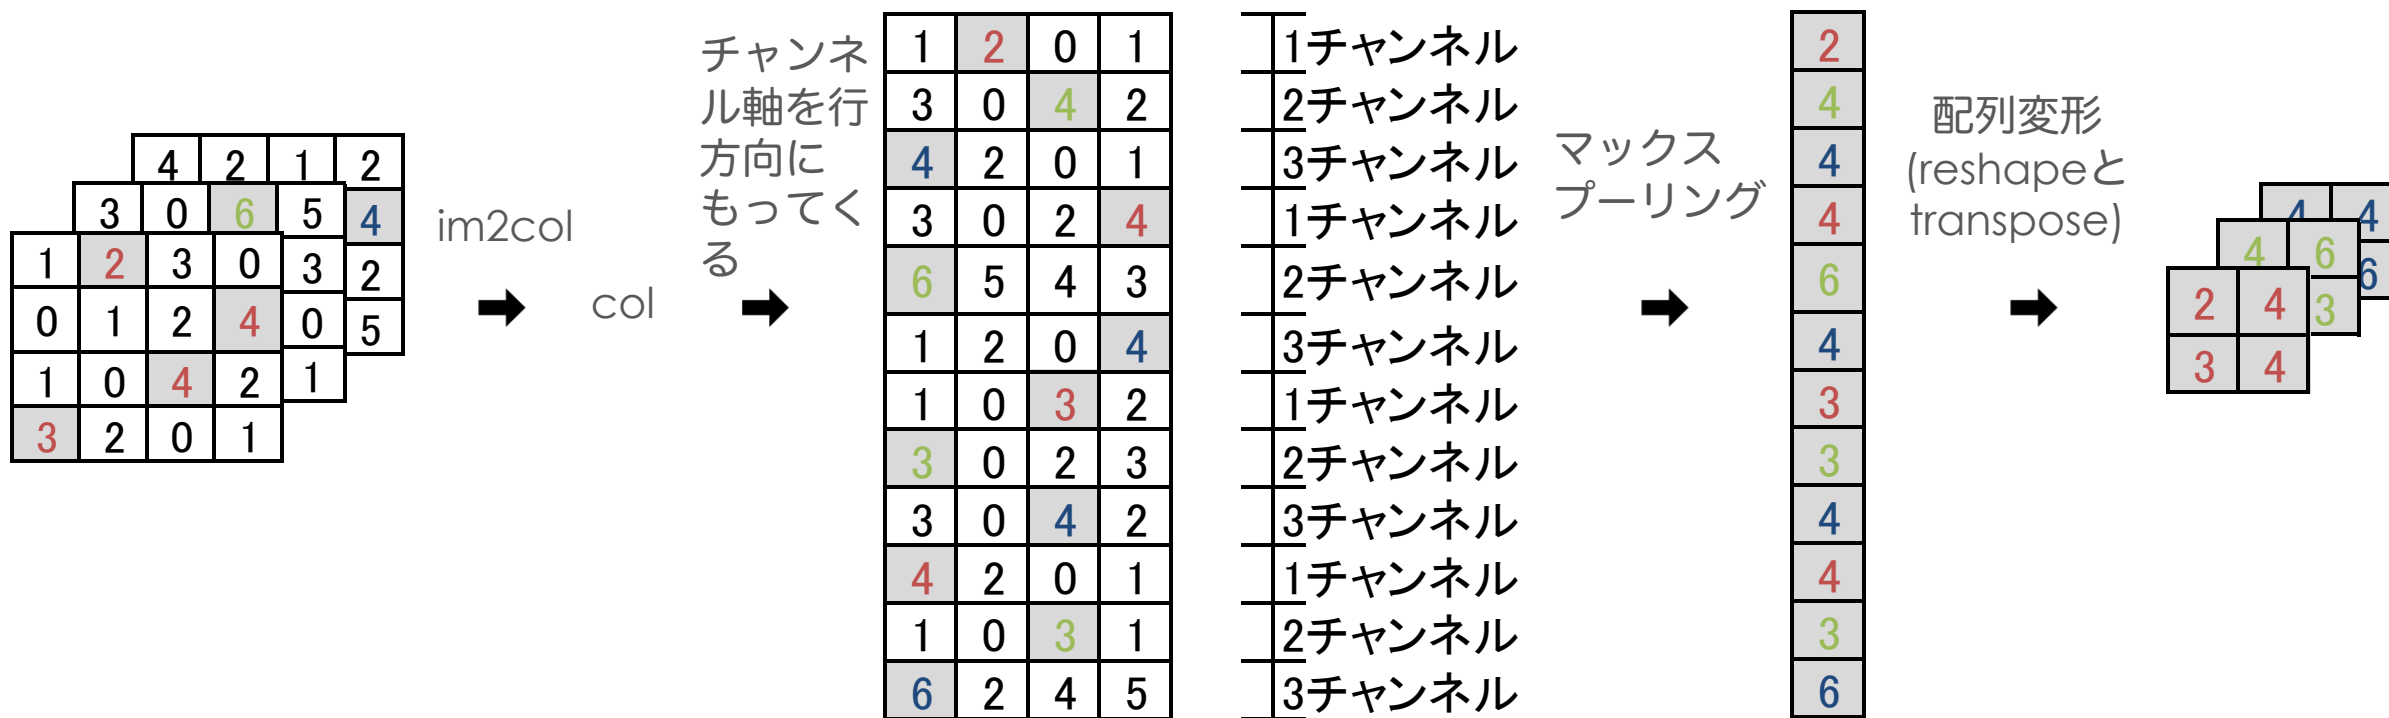 4 2 1 2
3 0 6 5 4
1 2 3 0 3 2
0 1 2 4 0 5
1 0 4 2 1
3 2 0 1
im2col
col
チャンネ
ル軸を行
方向に
もってく
る
1 2 0 1 1チャンネル
3 0 4 2 2チャンネル
4 2 0 1 3チャンネル
3 0 2 4 1チャンネル
6 5 4 3 2チャンネル
1 2 0 4 3チャンネル
1 0 3 2 1チャンネル
3 0 2 3 2チャンネル
3 0 4 2 3チャンネル
4 2 0 1 1チャンネル
1 0 3 1 2チャンネル
6 2 4 5 3チャンネル
マックス
プーリング
2
4
4
4
6
4
3
3
4
4
3
6
配列変形
(reshapeと
transpose)
4 4
4 6 6
2 4 3
3 4